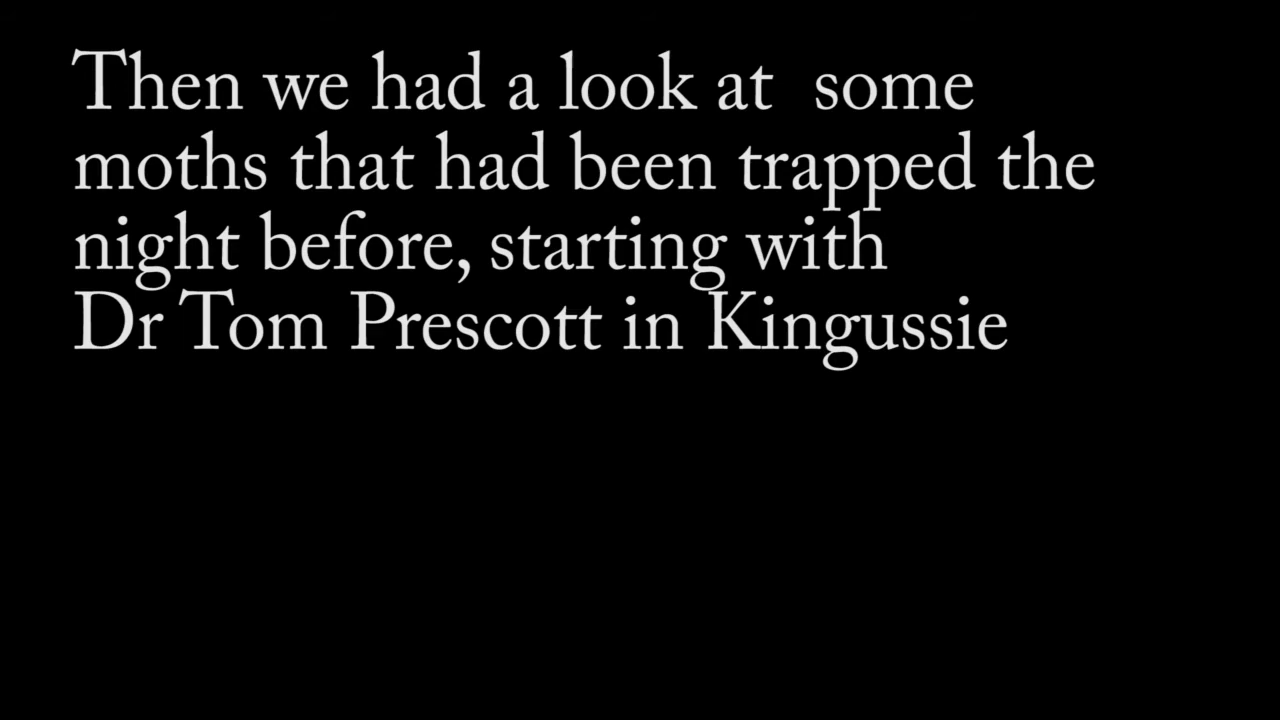 Then we had a look at  some
moths that had been trapped the
night before, starting with
Dr Tom Prescott in Kingussie